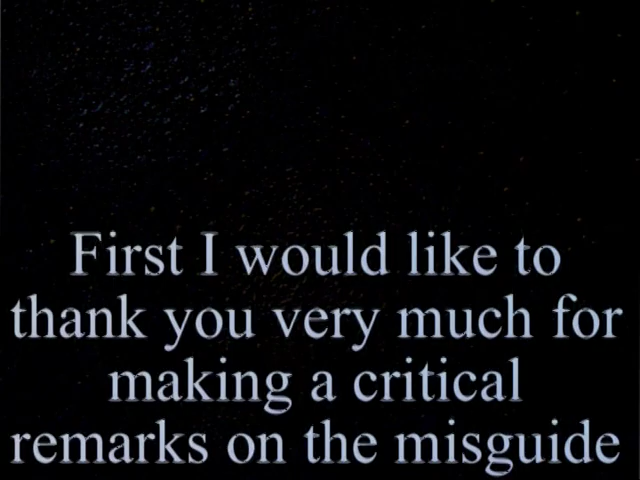 First I would like to
thank you very much for
making a critical
remarks on the misguide